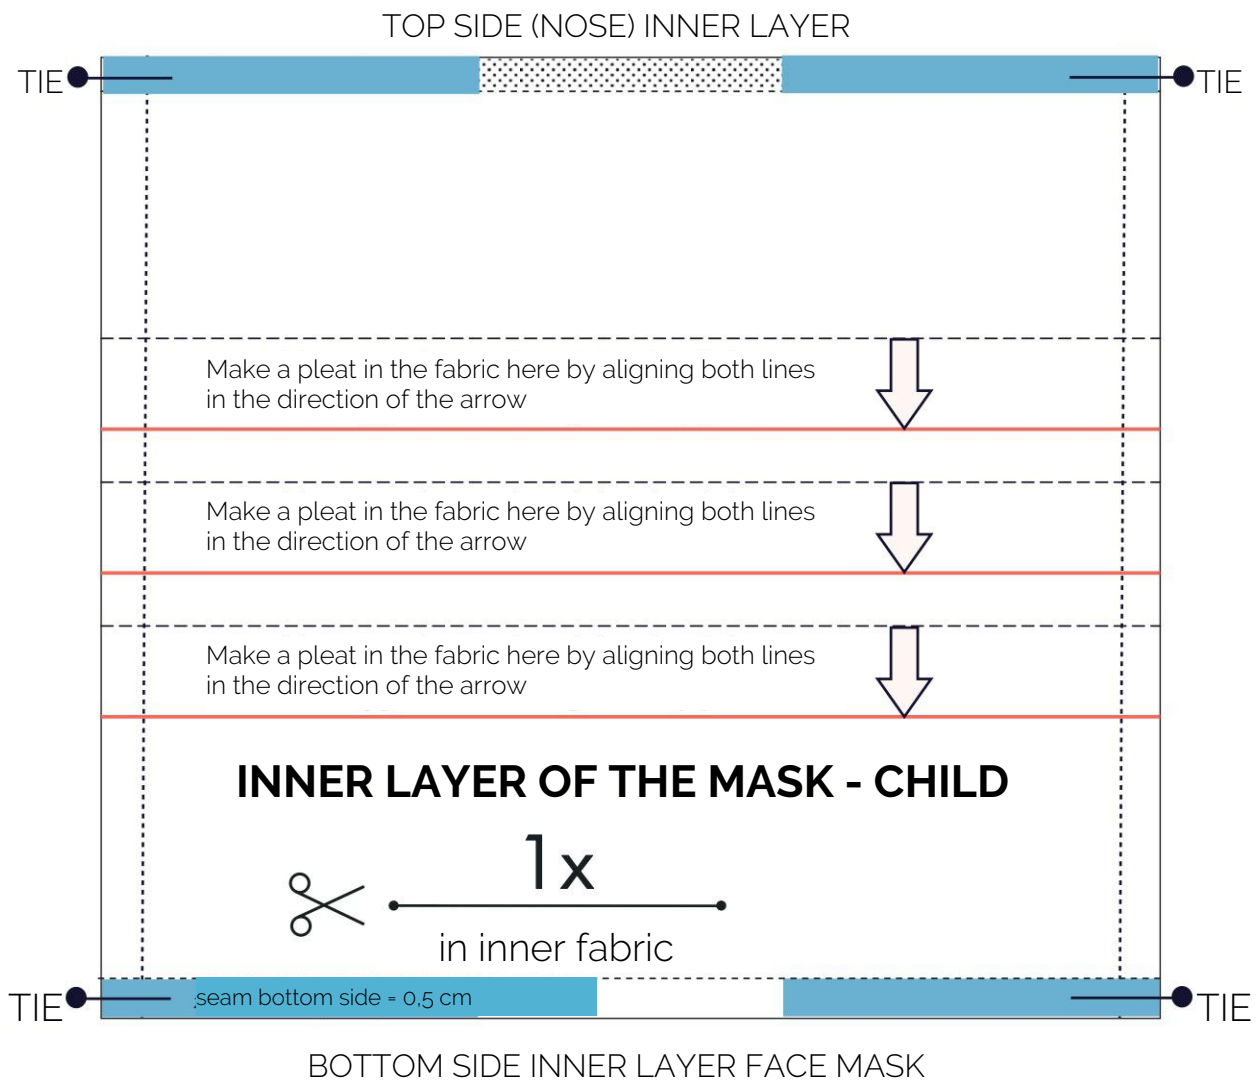 TOP SIDE (NOSE) INNER LAYER
TIE
TIE
Make a pleat in the fabric here by aligning both lines
in the direction of the arrow
Make a pleat in the fabric here by aligning both lines
in the direction of the arrow
Make a pleat in the fabric here by aligning both lines
in the direction of the arrow
INNER LAYER OF THE MASK - CHILD
1x
in inner fabric
TIE
seam bottom side = 0,5 cm
TIE
BOTTOM SIDE INNER LAYER FACE MASK